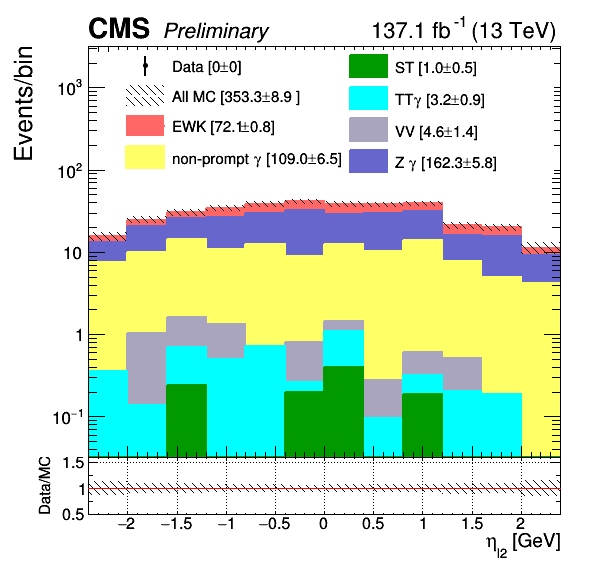 CMS Preliminary 137.1 fb⁻¹ (13 TeV)
Events/bin
Data [0±0]
All MC [353.3±8.9 ]
EWK [72.1±0.8]
non-prompt γ [109.0±6.5]
ST [1.0±0.5]
TTγ [3.2±0.9]
VV [4.6±1.4]
Z γ [162.3±5.8]
10³
10²
10
1
10⁻¹
Data/MC
1.5
1
0.5
−2 −1.5 −1 −0.5 0 0.5 1 1.5 2
η_l2 [GeV]